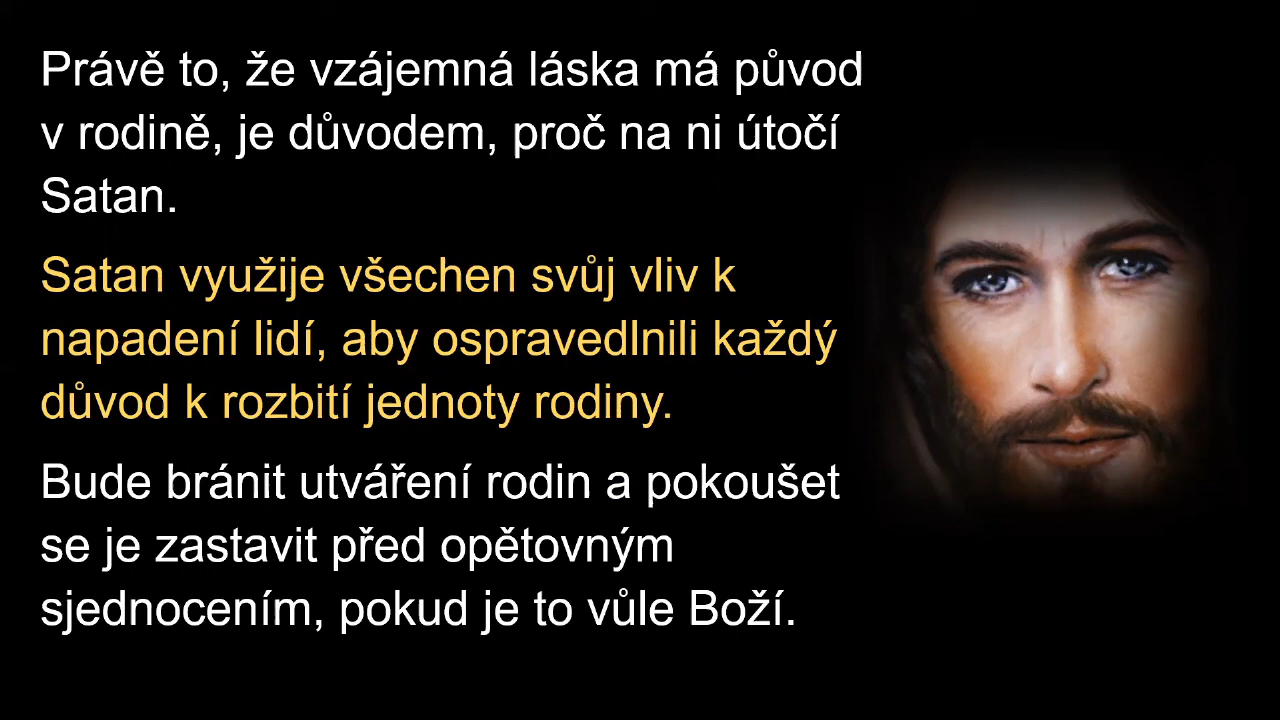 Právě to, že vzájemná láska má původ
v rodině, je důvodem, proč na ni útočí
Satan.
Satan využije všechen svůj vliv k
napadení lidí, aby ospravedlnili každý
důvod k rozbití jednoty rodiny.
Bude bránit utváření rodin a pokoušet
se je zastavit před opětovným
sjednocením, pokud je to vůle Boží.